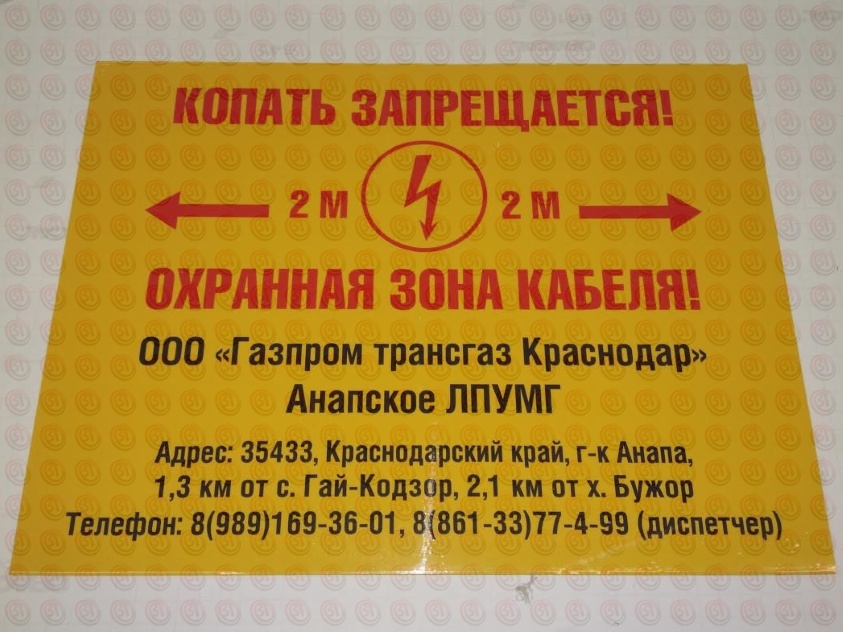 КОПАТЬ ЗАПРЕЩАЕТСЯ!
2 М 2 М
ОХРАННАЯ ЗОНА КАБЕЛЯ!
ООО «Газпром трансгаз Краснодар»
Анапское ЛПУМГ
Адрес: 35433, Краснодарский край, г-к Анапа,
1,3 км от с. Гай-Кодзор, 2,1 км от х. Бужор
Телефон: 8(989)169-36-01, 8(861-33)77-4-99 (диспетчер)